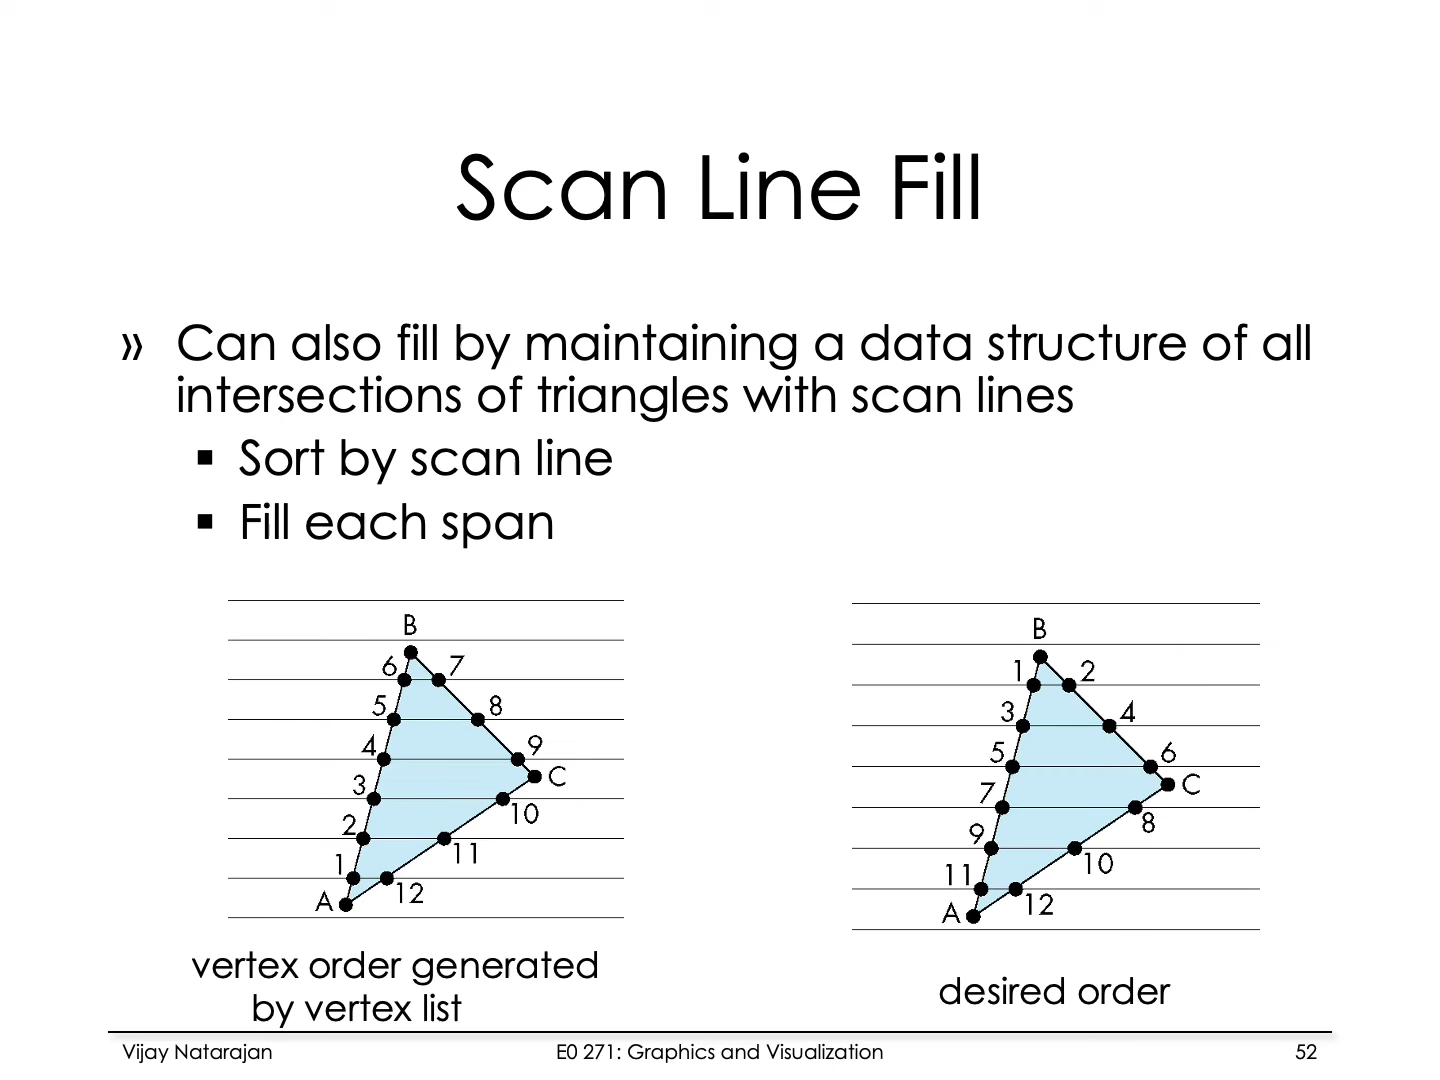 Scan Line Fill
» Can also fill by maintaining a data structure of all
intersections of triangles with scan lines
▪ Sort by scan line
▪ Fill each span
B
6 7
5 8
4 9
C
3 10
2 11
1 12
A
vertex order generated
by vertex list
B
1 2
3 4
5 6
C
7 8
9 10
11 12
A
desired order
Vijay Natarajan E0 271: Graphics and Visualization 52